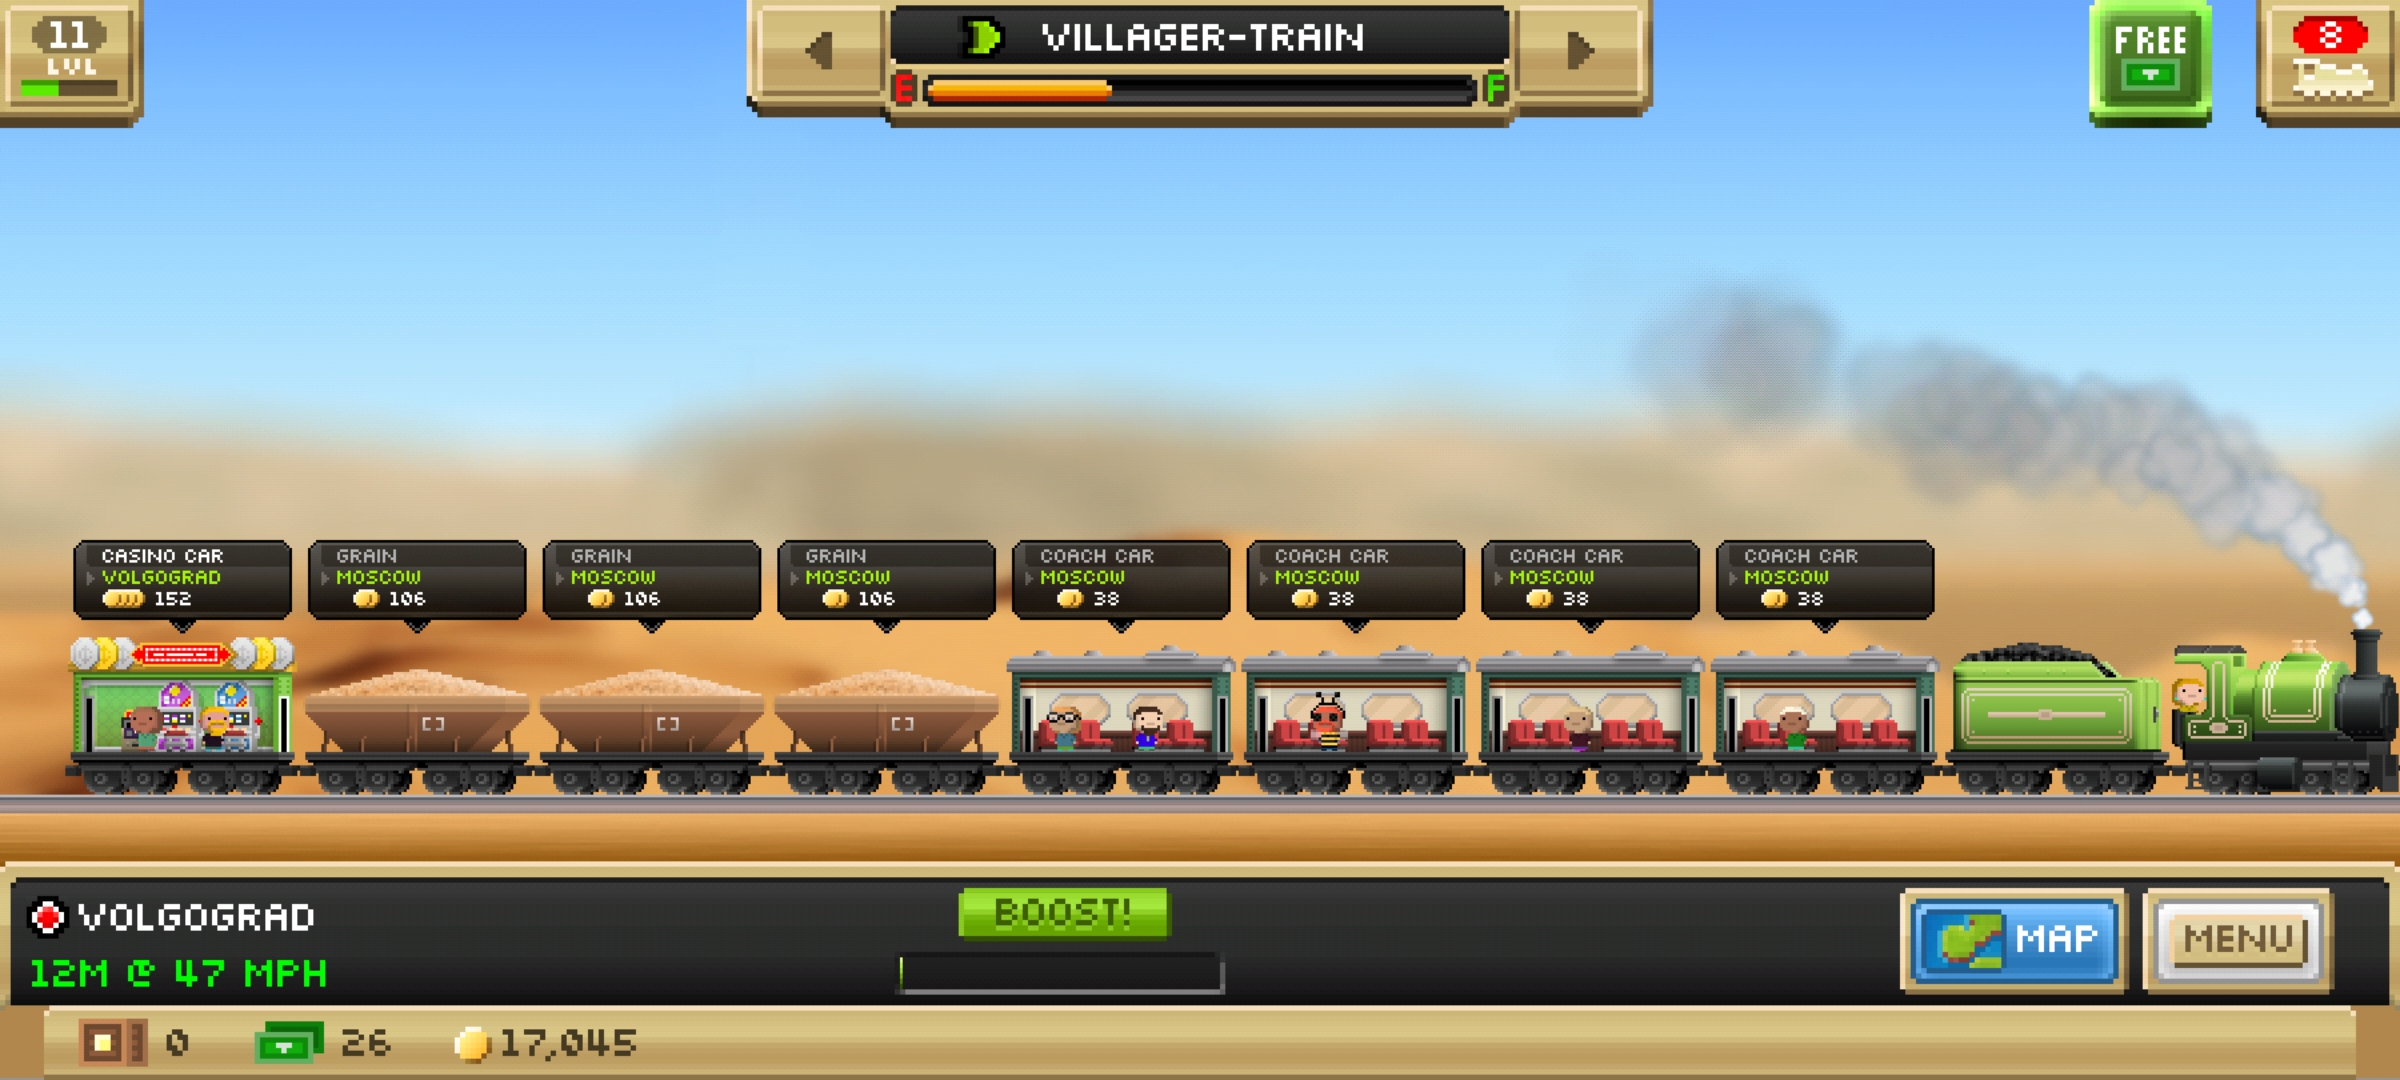 11
LVL
VILLAGER-TRAIN
E F
FREE
8
CASINO CAR
VOLGOGRAD
152
GRAIN
MOSCOW
106
GRAIN
MOSCOW
106
GRAIN
MOSCOW
106
COACH CAR
MOSCOW
38
COACH CAR
MOSCOW
38
COACH CAR
MOSCOW
38
COACH CAR
MOSCOW
38
VOLGOGRAD
12M @ 47 MPH
BOOST!
MAP
MENU
0
26
17,045